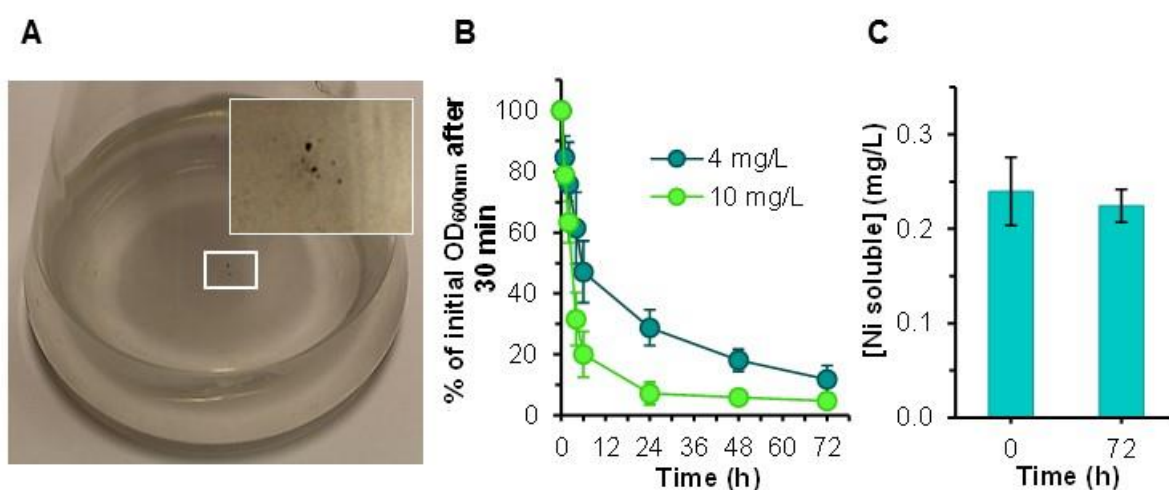 A
B
C
% of initial OD600nm after
30 min
100
80
60
40
20
0
4 mg/L
10 mg/L
0 12 24 36 48 60 72
Time (h)
[Ni soluble] (mg/L)
0.3
0.2
0.1
0.0
0 72
Time (h)